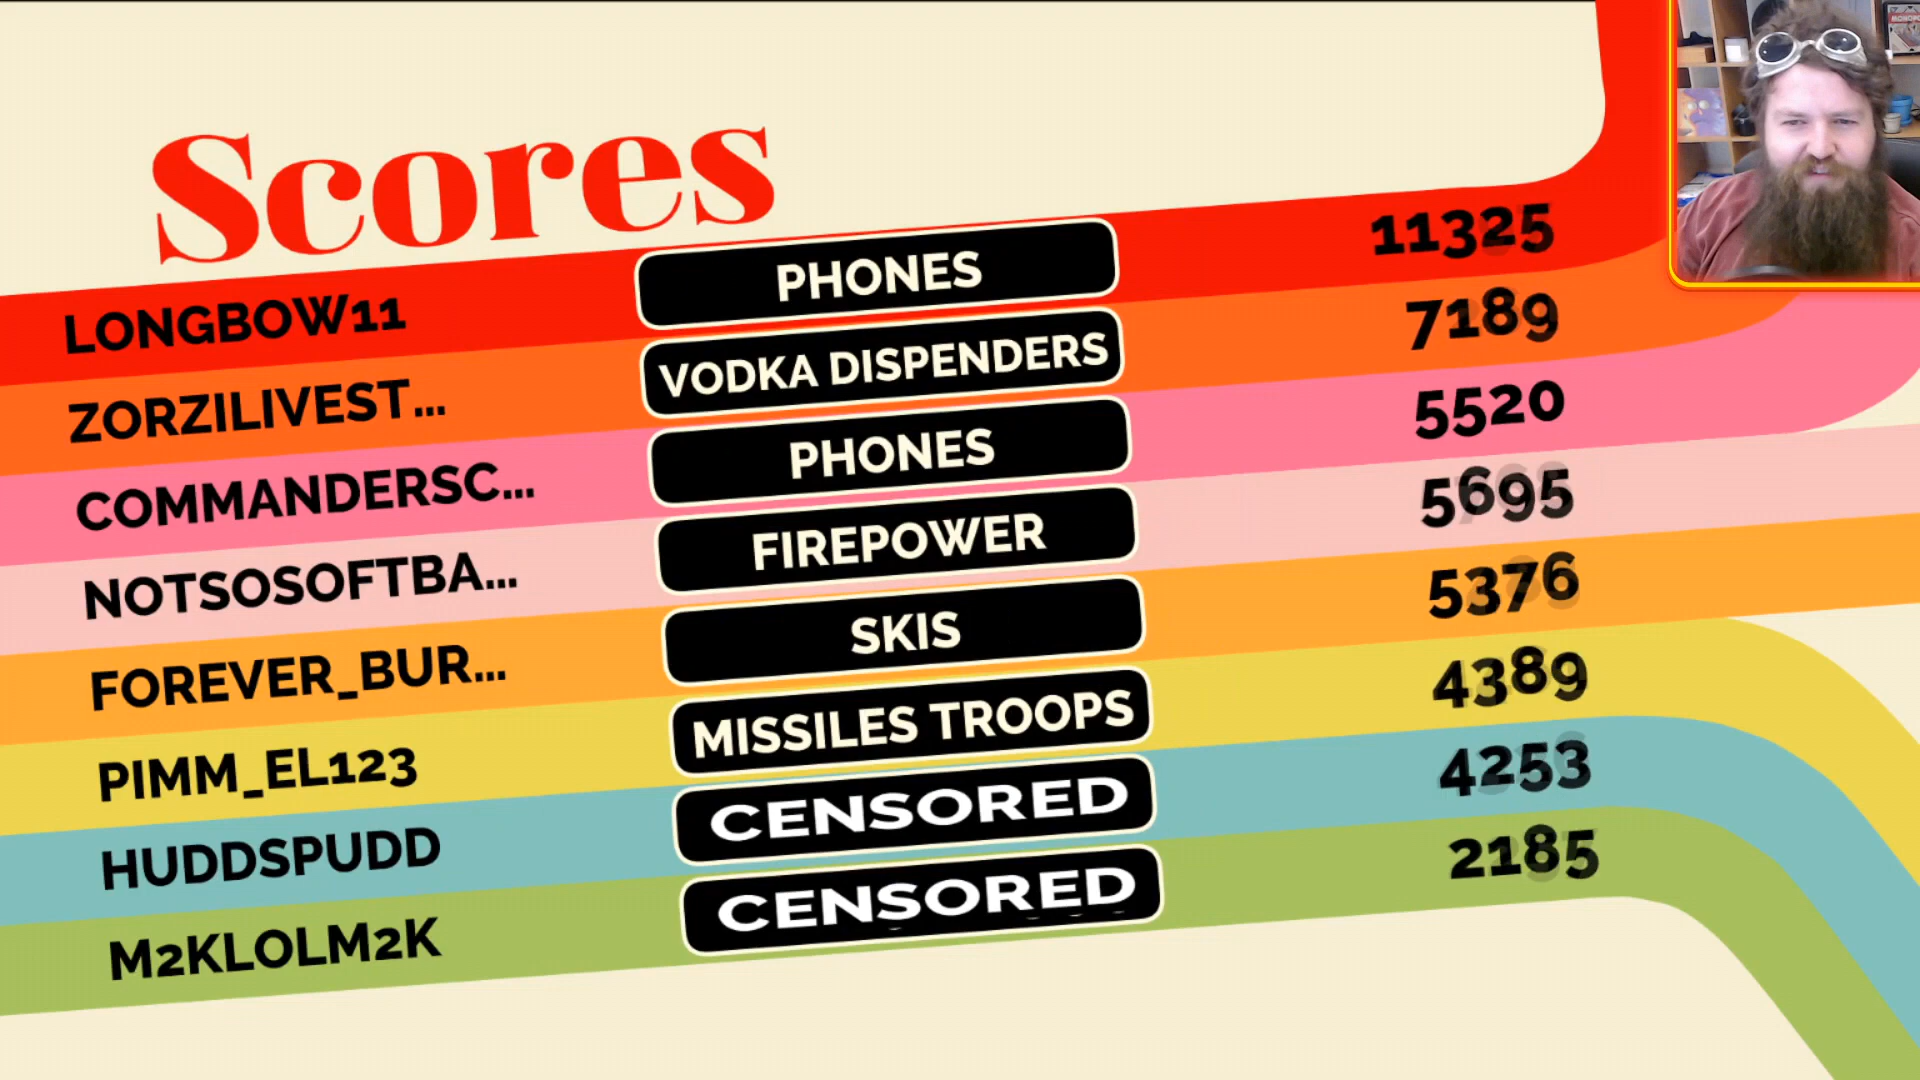 Scores
LONGBOW11 PHONES 11325
ZORZILIVEST... VODKA DISPENDERS 7189
COMMANDERSC... PHONES 5520
NOTSOSOFTBA... FIREPOWER 5695
FOREVER_BUR... SKIS 5376
PIMM_EL123 MISSILES TROOPS 4389
HUDDSPUDD CENSORED 4253
M2KLOLM2K CENSORED 2185